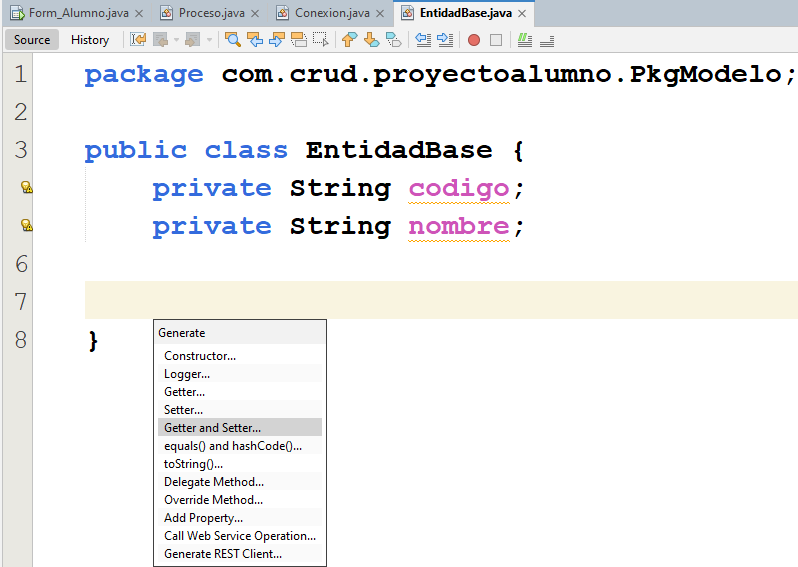 Form_Alumno.java Proceso.java Conexion.java EntidadBase.java
Source History
1 package com.crud.proyectoalumno.PkgModelo;
2
3 public class EntidadBase {
private String codigo;
private String nombre;
6
7
8 }
Generate
Constructor...
Logger...
Getter...
Setter...
Getter and Setter...
equals() and hashCode()...
toString()...
Delegate Method...
Override Method...
Add Property...
Call Web Service Operation...
Generate REST Client...